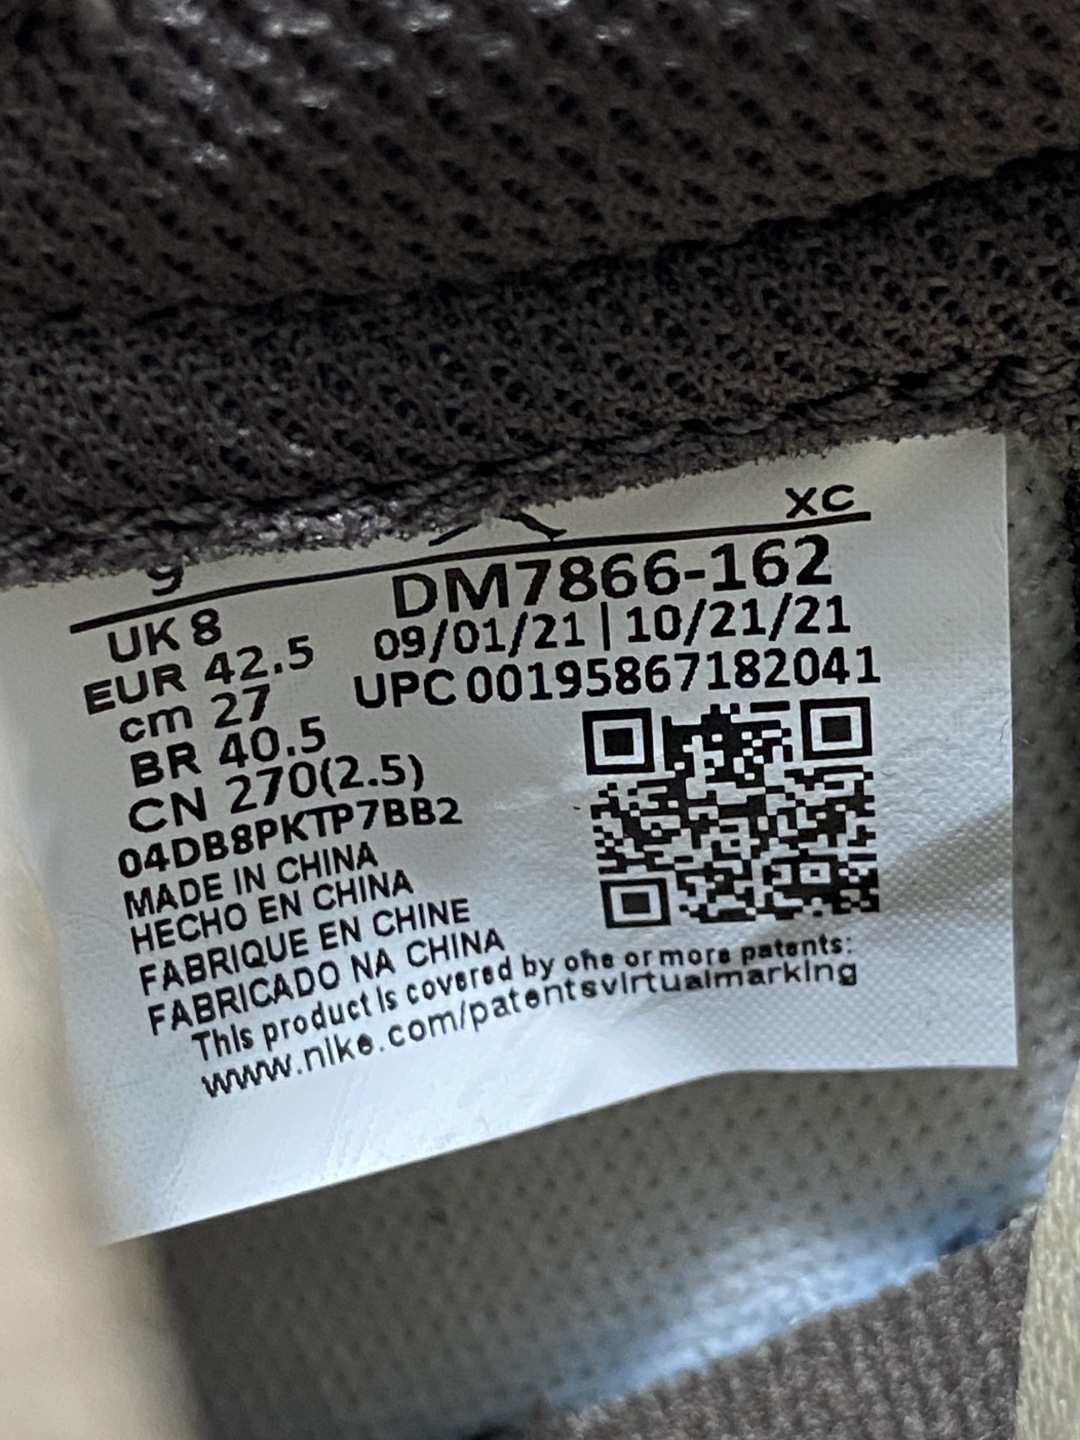 XC
9
DM7866-162
UK 8
09/01/21 | 10/21/21
EUR 42.5
UPC 00195867182041
cm 27
BR 40.5
CN 270(2.5)
04DB8PKTP7BB2
MADE IN CHINA
HECHO EN CHINA
FABRIQUE EN CHINE
FABRICADO NA CHINA
This product is covered by one or more patents:
www.nike.com/patentsvirtualmarking